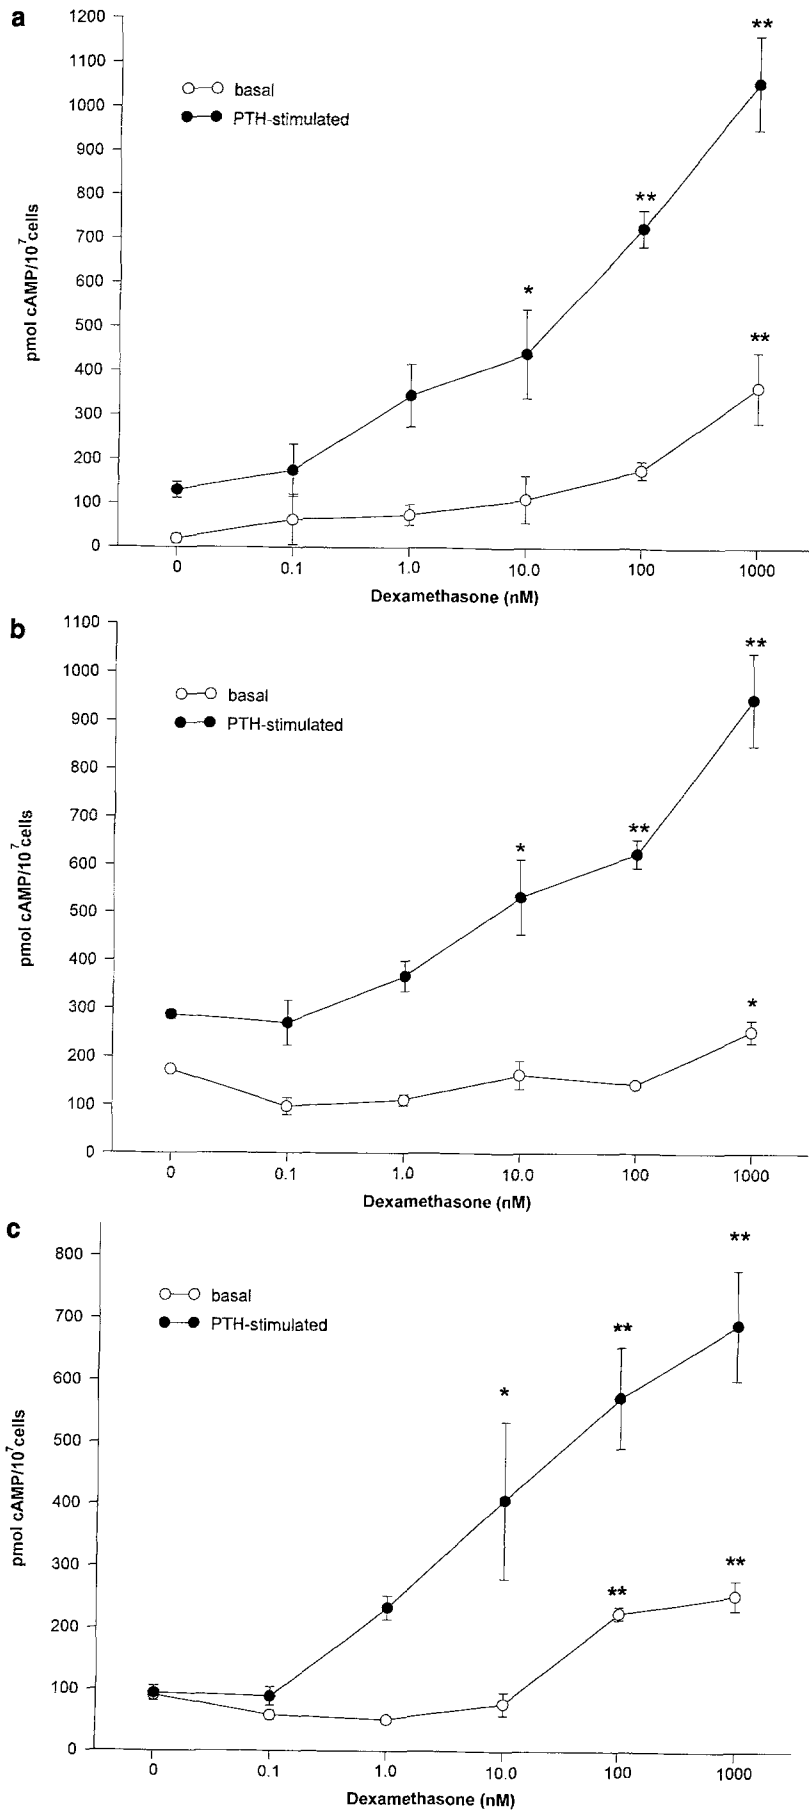 a
1200
**
1100
basal
1000
PTH-stimulated
900
800
**
700
600
*
500
400
**
300
200
100
0
pmol cAMP/10⁷cells
0 0.1 1.0 10.0 100 1000
Dexamethasone (nM)
b
1100
**
1000
basal
900
PTH-stimulated
800
700
**
*
600
500
400
300
*
200
100
0
pmol cAMP/10⁷cells
0 0.1 1.0 10.0 100 1000
Dexamethasone (nM)
c
**
800
basal
700
PTH-stimulated
**
*
600
500
400
300
**
**
200
100
0
pmol cAMP/10⁷cells
0 0.1 1.0 10.0 100 1000
Dexamethasone (nM)